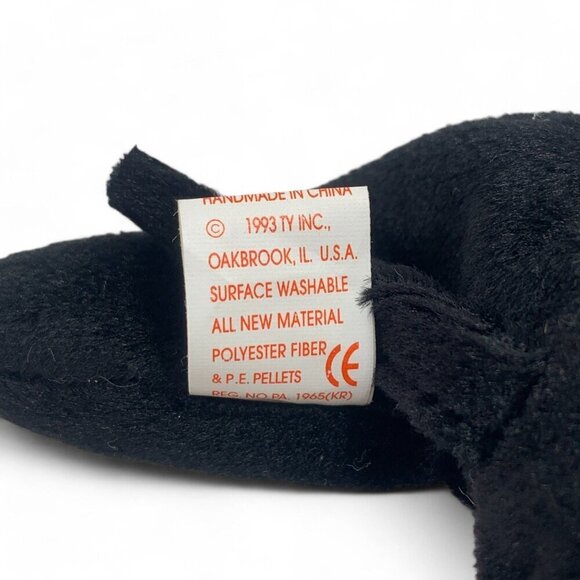 HANDMADE IN CHINA
© 1993 TY INC.,
OAKBROOK, IL. U.S.A.
SURFACE WASHABLE
ALL NEW MATERIAL
POLYESTER FIBER
& P.E. PELLETS CE
REG. NO.PA. 1965(KR)